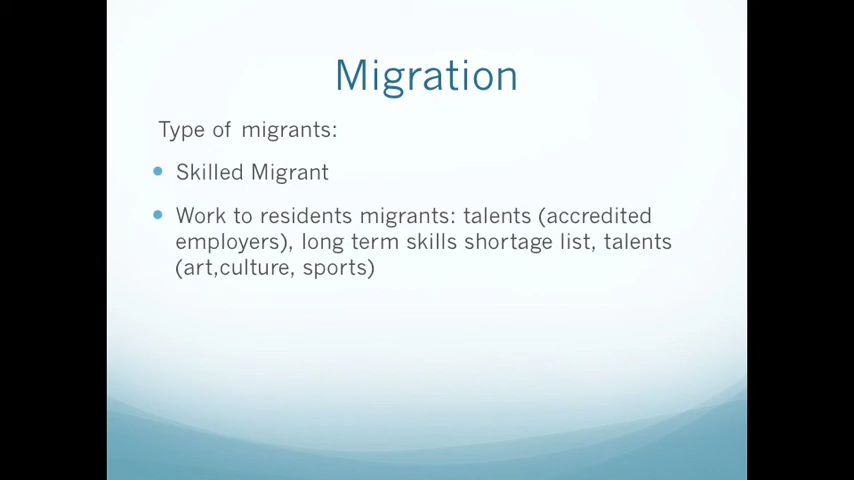 Migration
Type of migrants:
• Skilled Migrant
• Work to residents migrants: talents (accredited
employers), long term skills shortage list, talents
(art,culture, sports)